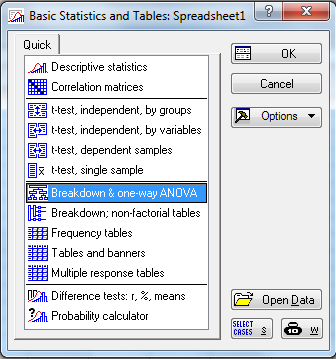 Basic Statistics and Tables: Spreadsheet1
?
Quick
Descriptive statistics
Correlation matrices
t-test, independent, by groups
t-test, independent, by variables
t-test, dependent samples
t-test, single sample
Breakdown & one-way ANOVA
Breakdown; non-factorial tables
Frequency tables
Tables and banners
Multiple response tables
Difference tests: r, %, means
Probability calculator
OK
Cancel
Options
Open Data
SELECT CASES S
W